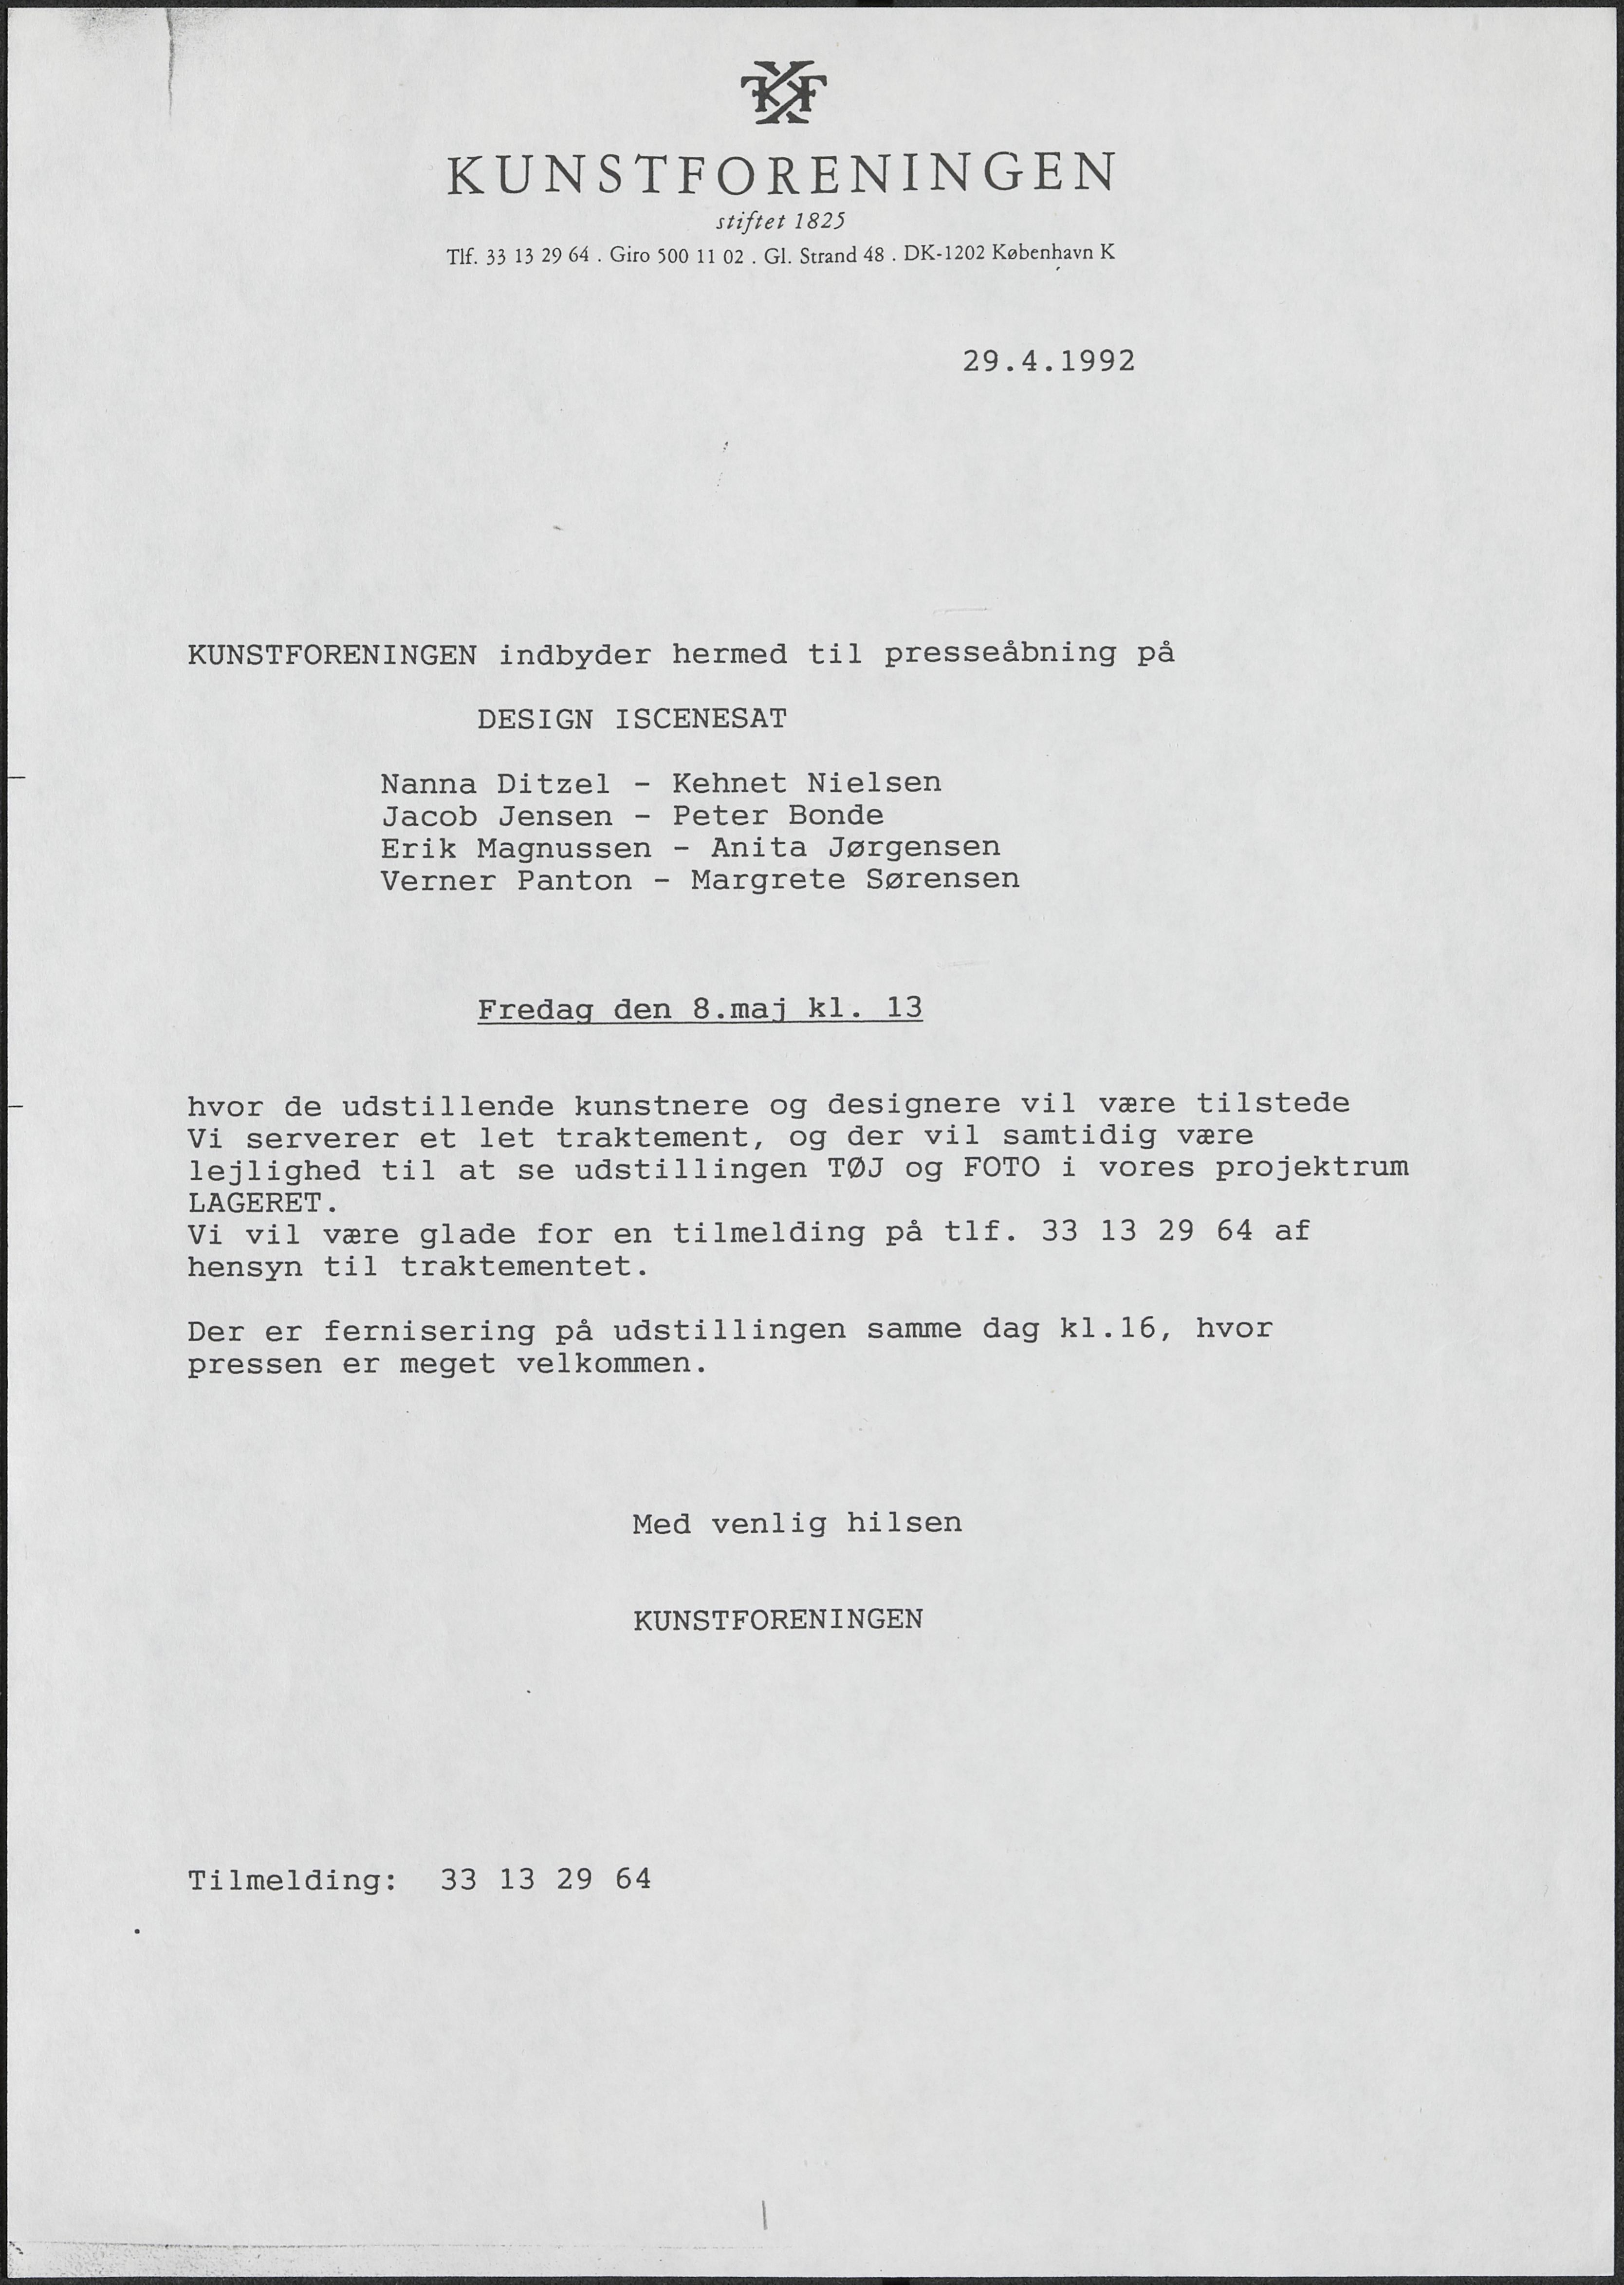 KUNSTFORENINGEN
stiftet 1825
Tlf. 33 13 29 64 . Giro 500 11 02 . Gl. Strand 48 . DK-1202 København K
29.4.1992
KUNSTFORENINGEN indbyder hermed til presseåbning på
DESIGN ISCENESAT
Nanna Ditzel - Kehnet Nielsen
Jacob Jensen - Peter Bonde
Erik Magnussen - Anita Jørgensen
Verner Panton - Margrete Sørensen
Fredag den 8.maj kl. 13
hvor de udstillende kunstnere og designere vil være tilstede
Vi serverer et let traktement, og der vil samtidig være
lejlighed til at se udstillingen TØJ og FOTO i vores projektrum
LAGERET.
Vi vil være glade for en tilmelding på tlf. 33 13 29 64 af
hensyn til traktementet.
Der er fernisering på udstillingen samme dag kl.16, hvor
pressen er meget velkommen.
Med venlig hilsen
KUNSTFORENINGEN
Tilmelding: 33 13 29 64